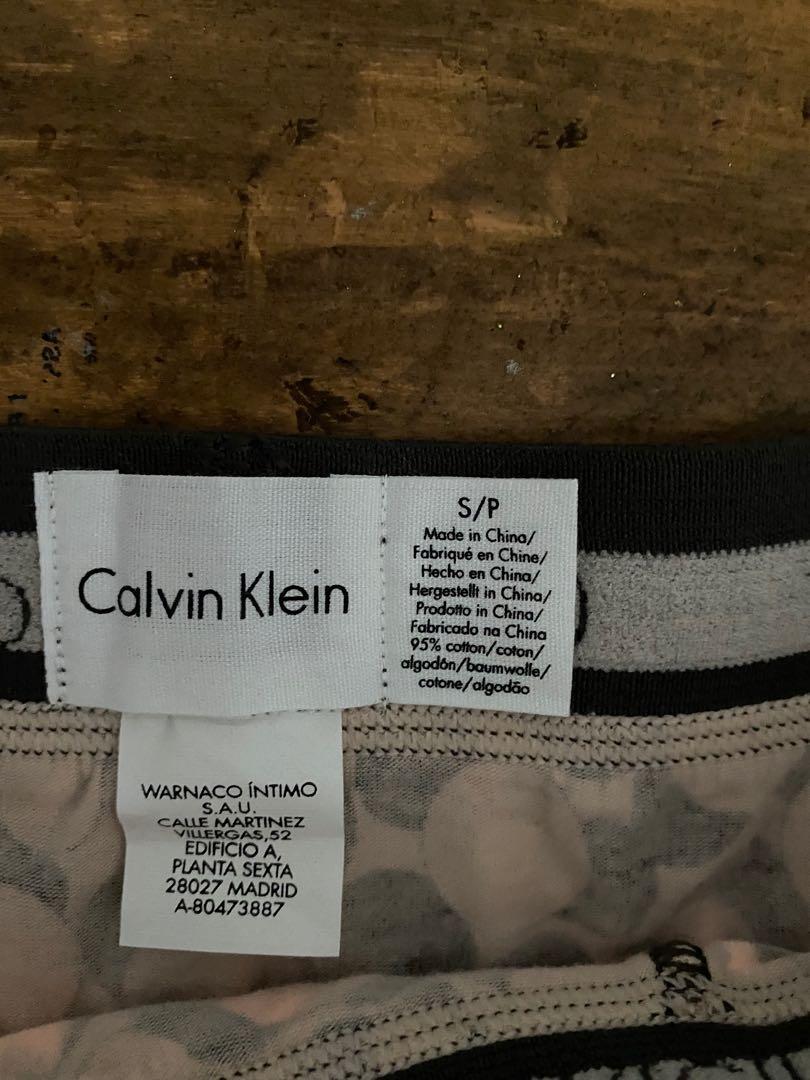 Calvin Klein
S/P
Made in China/
Fabriqué en Chine/
Hecho en China/
Hergestellt in China/
Prodotto in China/
Fabricado na China
95% cotton/coton/
algodón/baumwolle/
cotone/algodão
WARNACO ÍNTIMO
S.A.U.
CALLE MARTINEZ
VILLERGAS,52
EDIFICIO A,
PLANTA SEXTA
28027 MADRID
A-80473887